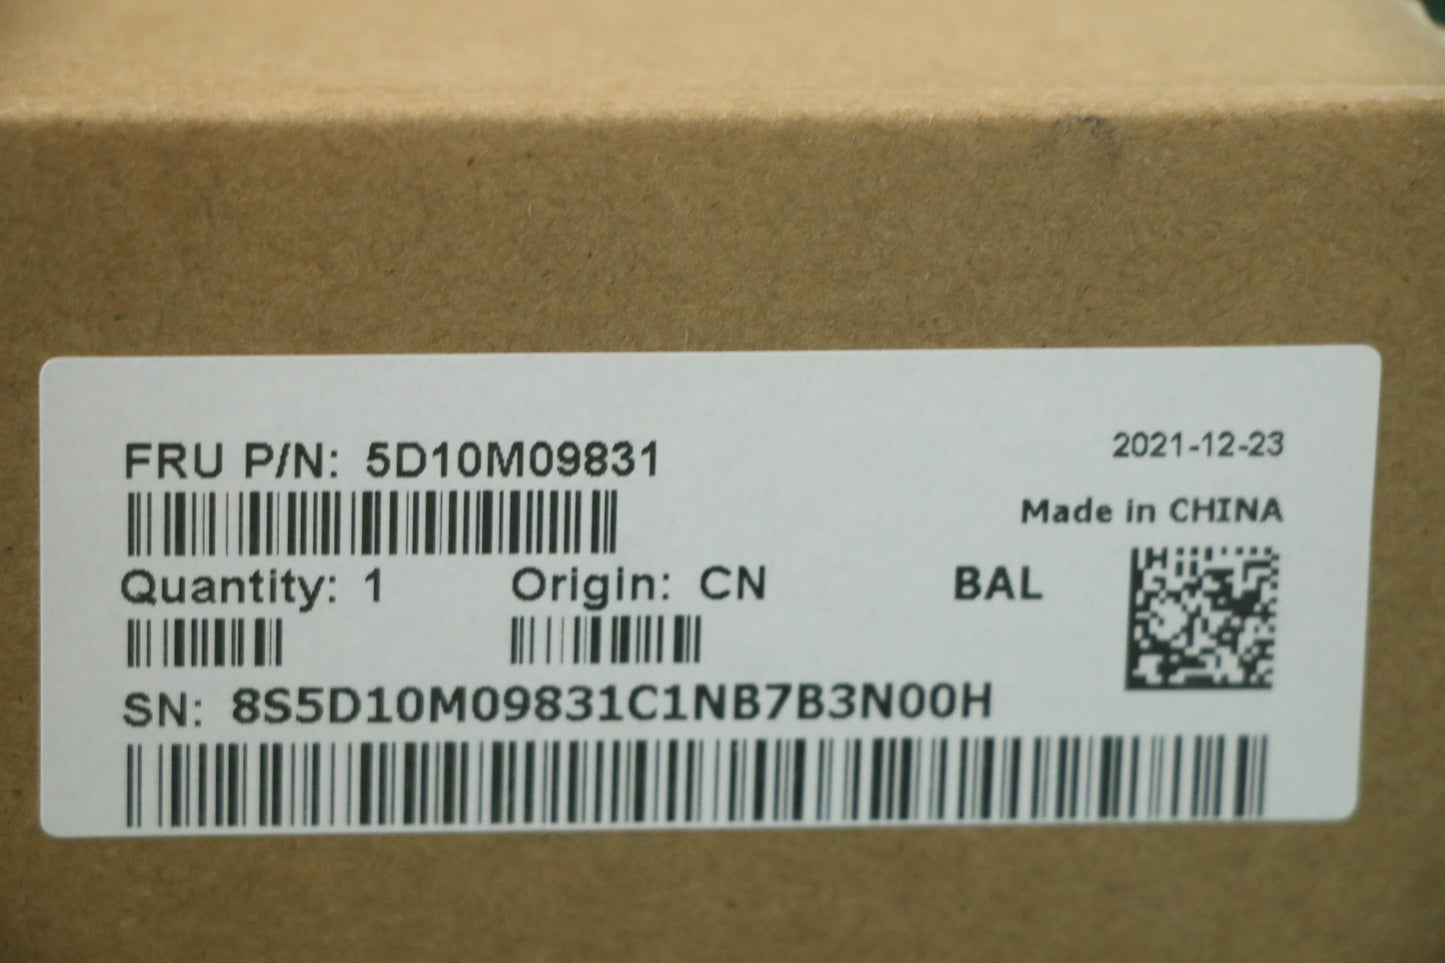 FRU P/N: 5D10M09831
2021-12-23
Made in CHINA
Quantity: 1
Origin: CN
BAL
SN: 8S5D10M09831C1NB7B3N00H